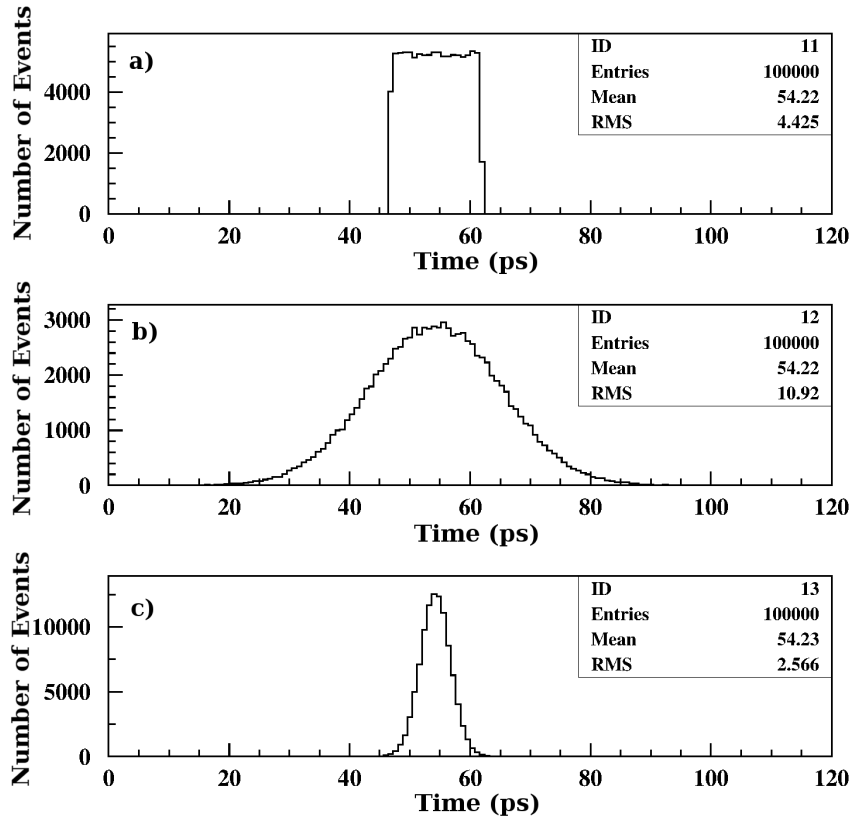 Number of Events
a)
ID 11
Entries 100000
Mean 54.22
RMS 4.425
4000
2000
0
0 20 40 60 80 100 120
Time (ps)
Number of Events
b)
ID 12
Entries 100000
Mean 54.22
RMS 10.92
3000
2000
1000
0
0 20 40 60 80 100 120
Time (ps)
Number of Events
c)
ID 13
Entries 100000
Mean 54.23
RMS 2.566
10000
5000
0
0 20 40 60 80 100 120
Time (ps)